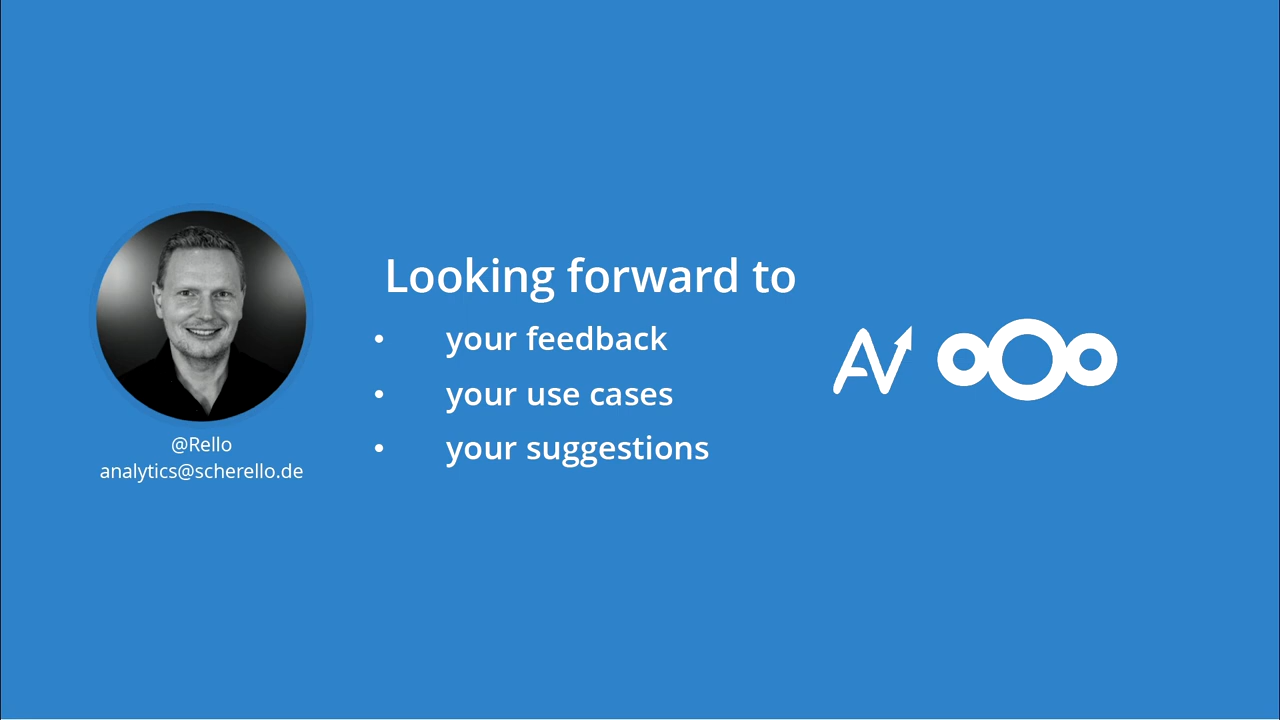 @Rello
analytics@scherello.de
Looking forward to
• your feedback
• your use cases
• your suggestions